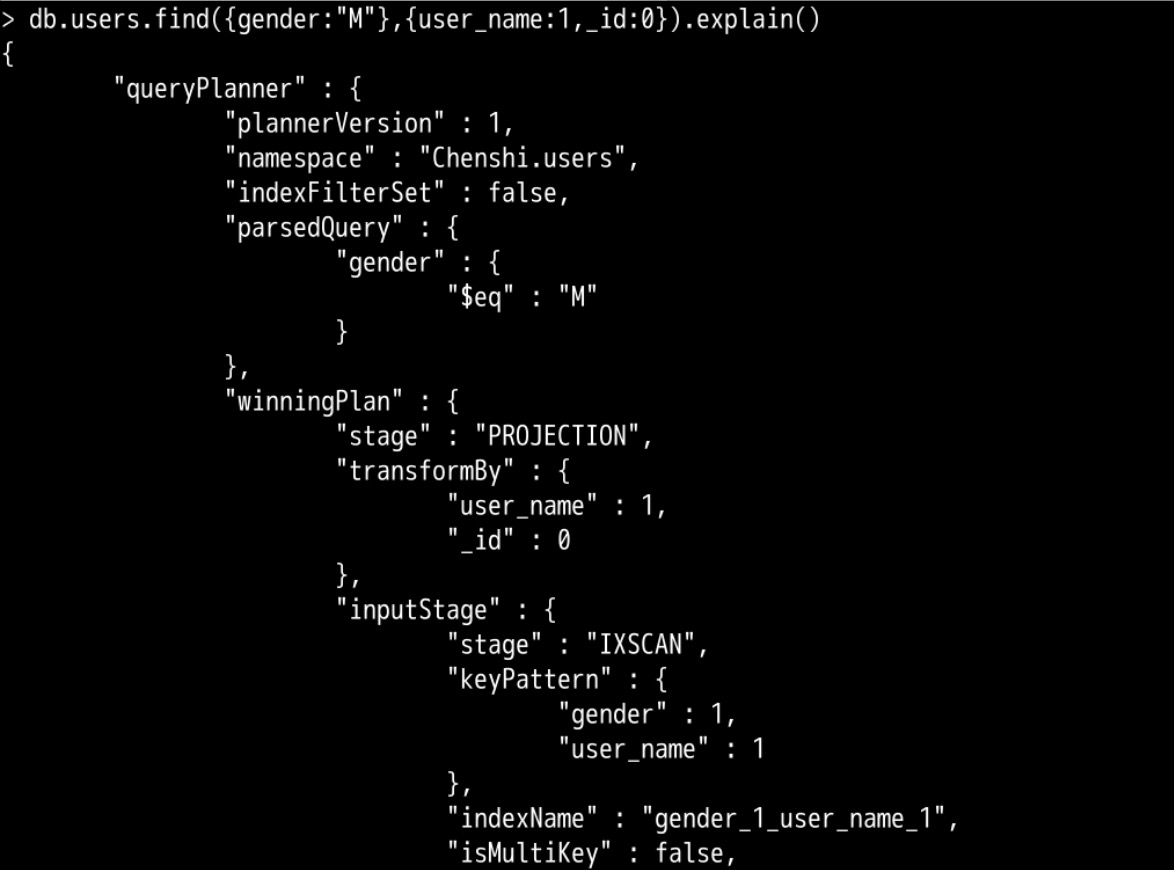 > db.users.find({gender:"M"},{user_name:1,_id:0}).explain()
{
"queryPlanner" : {
"plannerVersion" : 1,
"namespace" : "Chenshi.users",
"indexFilterSet" : false,
"parsedQuery" : {
"gender" : {
"$eq" : "M"
}
},
"winningPlan" : {
"stage" : "PROJECTION",
"transformBy" : {
"user_name" : 1,
"_id" : 0
},
"inputStage" : {
"stage" : "IXSCAN",
"keyPattern" : {
"gender" : 1,
"user_name" : 1
},
"indexName" : "gender_1_user_name_1",
"isMultiKey" : false,